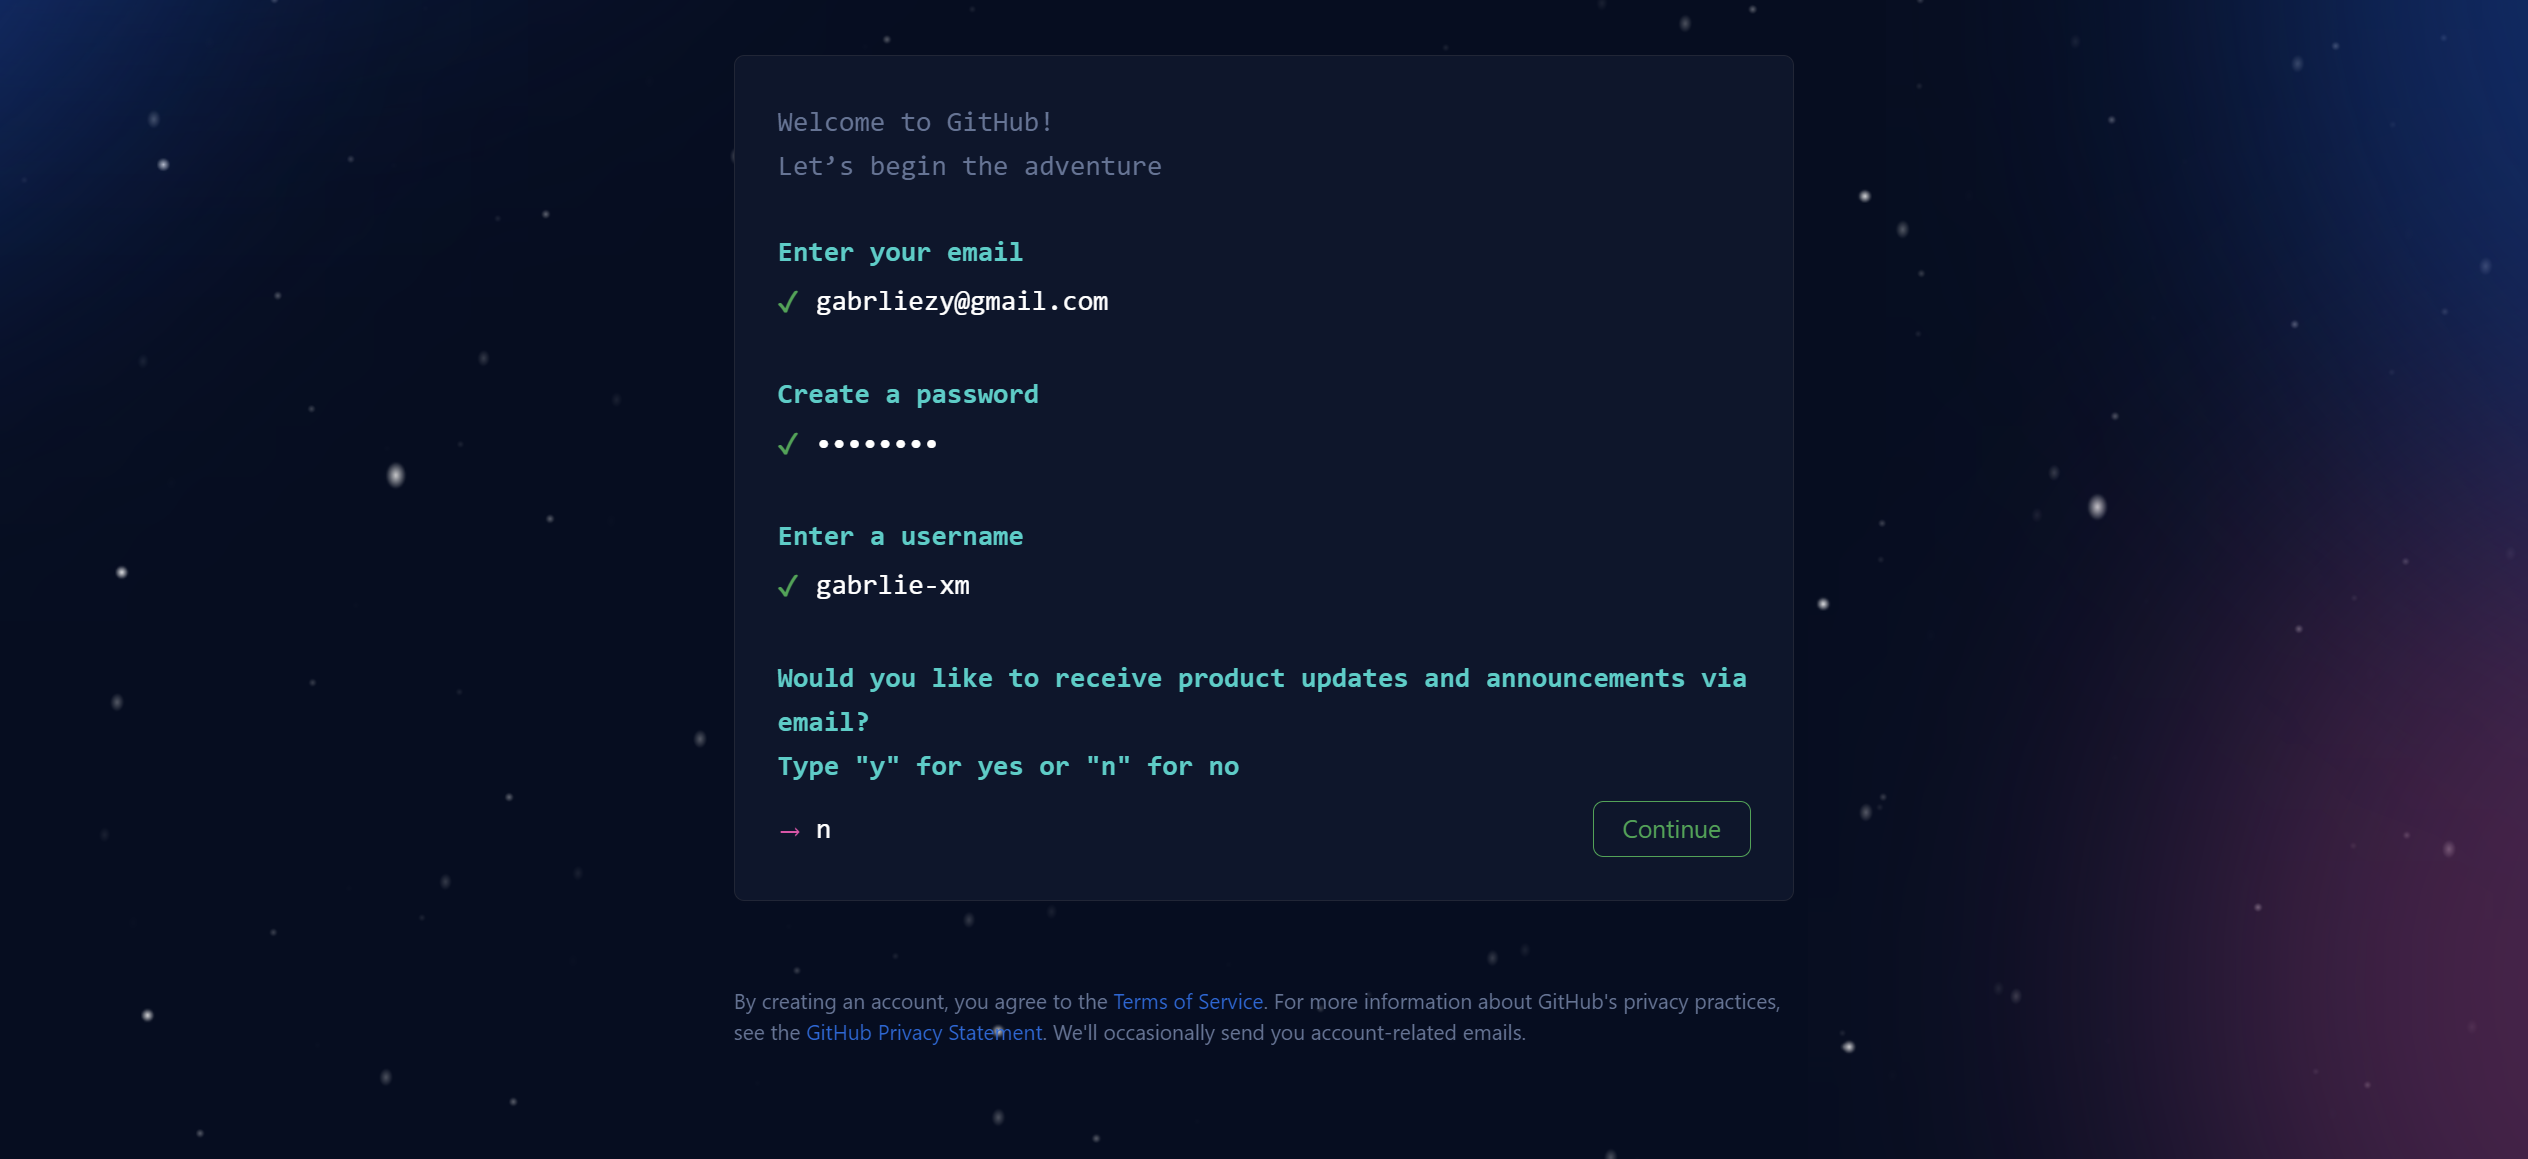 Welcome to GitHub!
Let’s begin the adventure
Enter your email
✓ gabrliezy@gmail.com
Create a password
✓ ••••••••
Enter a username
✓ gabrlie-xm
Would you like to receive product updates and announcements via
email?
Type "y" for yes or "n" for no
→ n
Continue
By creating an account, you agree to the Terms of Service. For more information about GitHub's privacy practices,
see the GitHub Privacy Statement. We'll occasionally send you account-related emails.